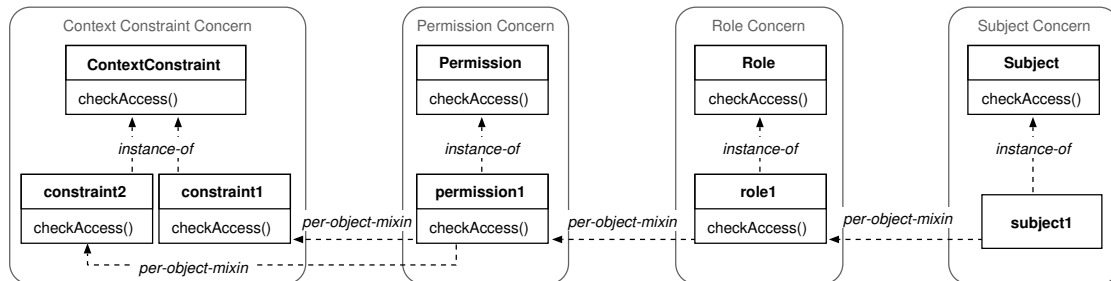 Context Constraint Concern
Permission Concern
Role Concern
Subject Concern
ContextConstraint
checkAccess()
Permission
checkAccess()
Role
checkAccess()
Subject
checkAccess()
instance-of
instance-of
instance-of
instance-of
constraint2
checkAccess()
constraint1
checkAccess()
per-object-mixin
permission1
checkAccess()
per-object-mixin
role1
checkAccess()
per-object-mixin
subject1
per-object-mixin